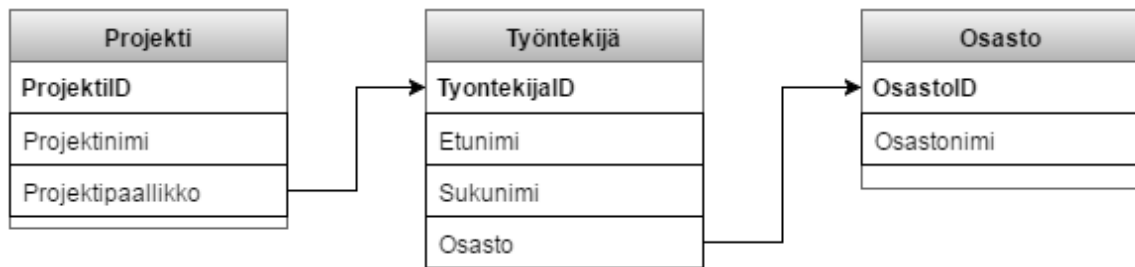 Projekti
ProjektiID
Projektinimi
Projektipaallikko
Työntekijä
TyontekijaID
Etunimi
Sukunimi
Osasto
Osasto
OsastoID
Osastonimi